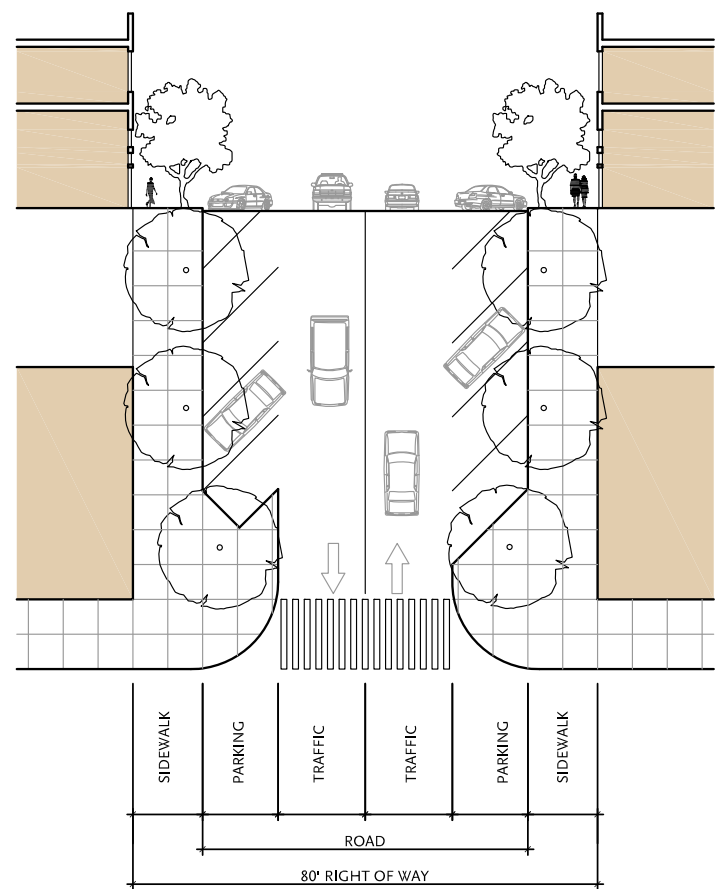 SIDEWALK
PARKING
TRAFFIC
TRAFFIC
PARKING
SIDEWALK
ROAD
80' RIGHT OF WAY